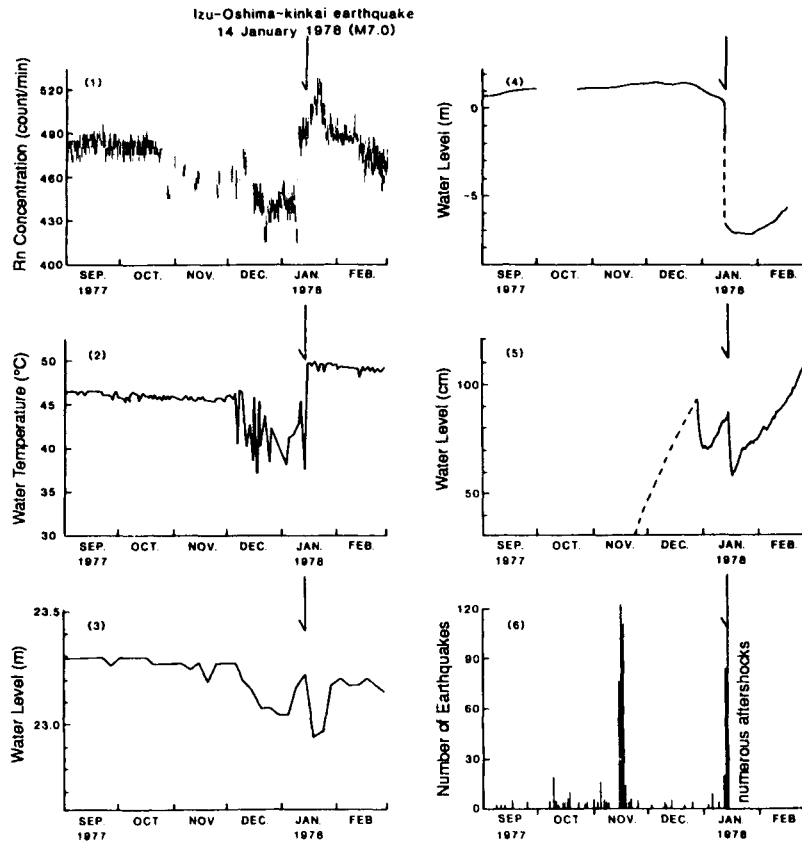 Izu-Oshima-kinkai earthquake
14 January 1978 (M7.0)
(1)
Rn Concentration (count/min)
520
490
460
430
400
SEP. OCT. NOV. DEC. JAN. FEB.
1977 1978
(2)
Water Temperature (°C)
50
45
40
35
30
SEP. OCT. NOV. DEC. JAN. FEB.
1977 1978
(3)
Water Level (m)
23.5
23.0
SEP. OCT NOV. DEC. JAN. FEB.
1977 1978
(4)
Water Level (m)
0
-5
SEP. OCT. NOV. DEC. JAN. FEB.
1977 1978
(5)
Water Level (cm)
100
50
SEP. OCT. NOV. DEC. JAN. FEB.
1977 1978
(6)
Number of Earthquakes
120
90
60
30
0
numerous aftershocks
SEP. OCT. NOV. DEC. JAN. FEB.
1977 1978